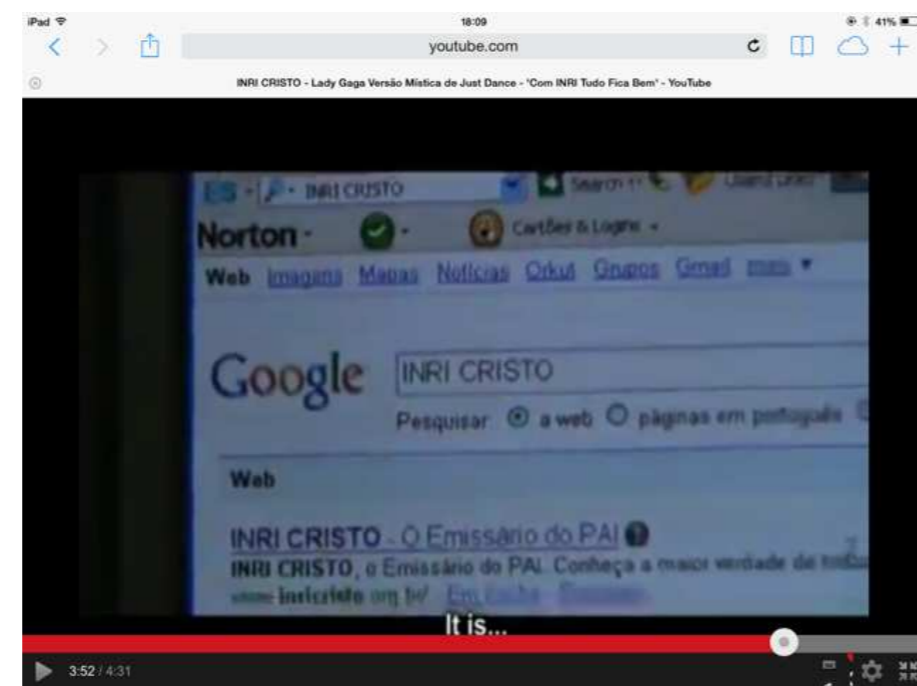 iPad 18:09 41%
youtube.com
INRI CRISTO - Lady Gaga Versão Mística de Just Dance - "Com INRI Tudo Fica Bem" - YouTube
ES INRI CRISTO Search
Norton Cartões & Logins
Web Imagens Mapas Notícias Orkut Grupos Gmail mais
Google INRI CRISTO
Pesquisar: a web páginas em português
Web
INRI CRISTO - O Emissário do PAI
INRI CRISTO, o Emissário do PAI. Conheça a maior verdade de
It is...
3:52 / 4:31